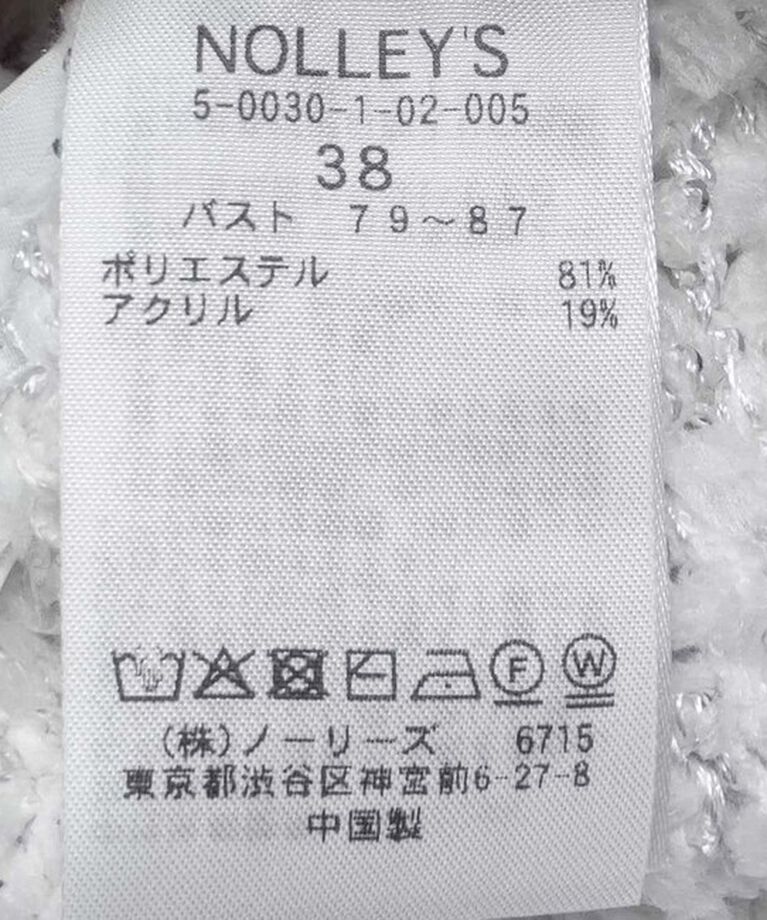 NOLLEY'S
5-0030-1-02-005
38
バスト 79～87
ポリエステル 81%
アクリル 19%
F W
(株)ノーリーズ 6715
東京都渋谷区神宮前6-27-8
中国製